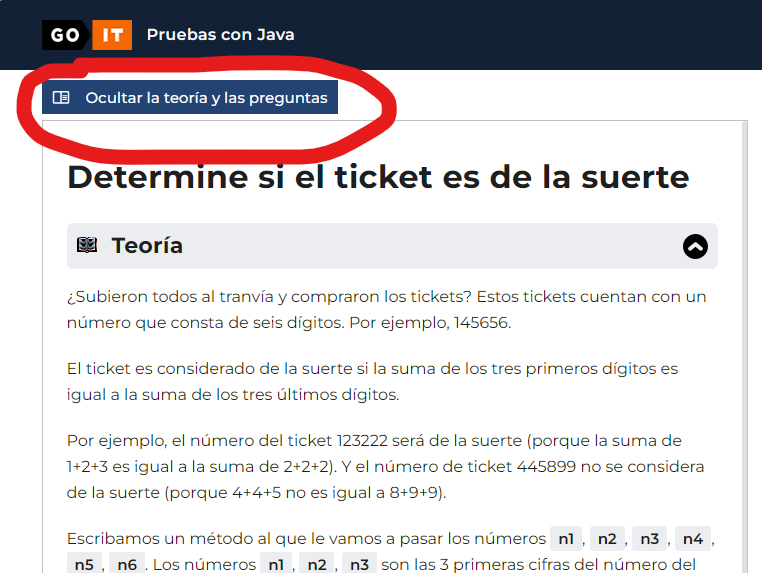 GO IT Pruebas con Java
Ocultar la teoría y las preguntas
Determine si el ticket es de la suerte
Teoría
¿Subieron todos al tranvía y compraron los tickets? Estos tickets cuentan con un
número que consta de seis dígitos. Por ejemplo, 145656.
El ticket es considerado de la suerte si la suma de los tres primeros dígitos es
igual a la suma de los tres últimos dígitos.
Por ejemplo, el número del ticket 123222 será de la suerte (porque la suma de
1+2+3 es igual a la suma de 2+2+2). Y el número de ticket 445899 no se considera
de la suerte (porque 4+4+5 no es igual a 8+9+9).
Escribamos un método al que le vamos a pasar los números n1 , n2 , n3 , n4 ,
n5 , n6 . Los números n1 , n2 , n3 son las 3 primeras cifras del número del